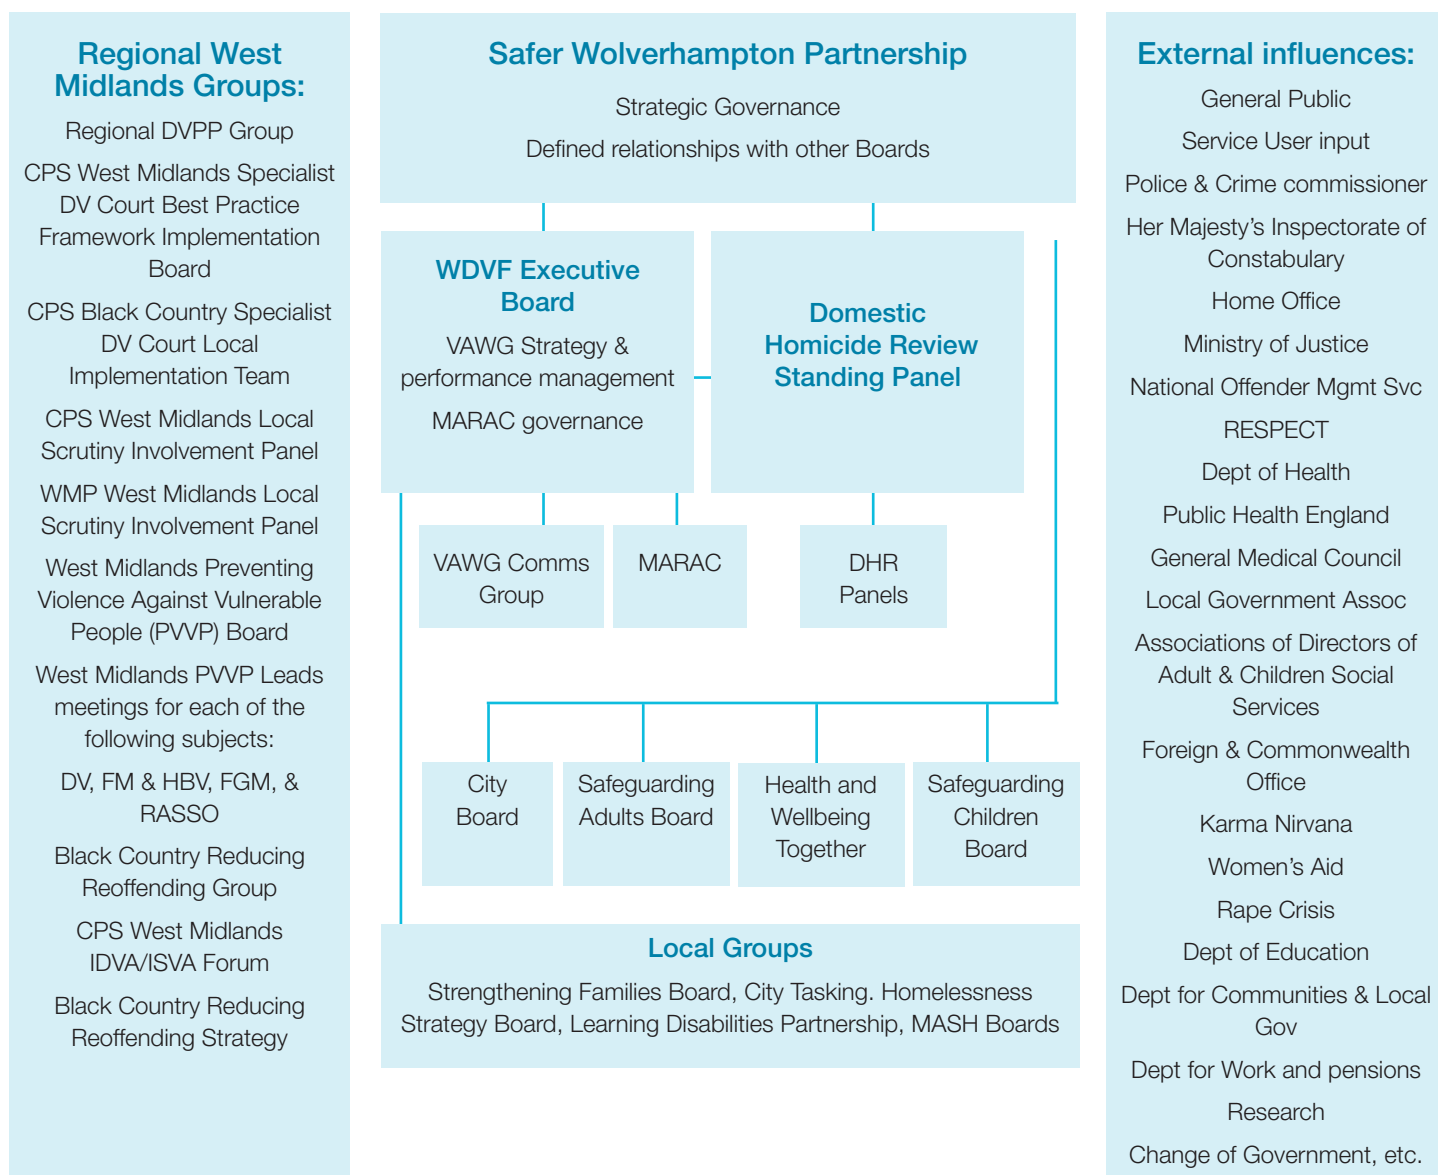 Regional West
Midlands Groups:
Regional DVPP Group
CPS West Midlands Specialist
DV Court Best Practice
Framework Implementation
Board
CPS Black Country Specialist
DV Court Local
Implementation Team
CPS West Midlands Local
Scrutiny Involvement Panel
WMP West Midlands Local
Scrutiny Involvement Panel
West Midlands Preventing
Violence Against Vulnerable
People (PVVP) Board
West Midlands PVVP Leads
meetings for each of the
following subjects:
DV, FM & HBV, FGM, &
RASSO
Black Country Reducing
Reoffending Group
CPS West Midlands
IDVA/ISVA Forum
Black Country Reducing
Reoffending Strategy
Safer Wolverhampton Partnership
Strategic Governance
Defined relationships with other Boards
WDVF Executive
Board
VAWG Strategy &
performance management
MARAC governance
Domestic
Homicide Review
Standing Panel
VAWG Comms
Group
MARAC
DHR
Panels
City
Board
Safeguarding
Adults Board
Health and
Wellbeing
Together
Safeguarding
Children
Board
Local Groups
Strengthening Families Board, City Tasking. Homelessness
Strategy Board, Learning Disabilities Partnership, MASH Boards
External influences:
General Public
Service User input
Police & Crime commissioner
Her Majesty’s Inspectorate of
Constabulary
Home Office
Ministry of Justice
National Offender Mgmt Svc
RESPECT
Dept of Health
Public Health England
General Medical Council
Local Government Assoc
Associations of Directors of
Adult & Children Social
Services
Foreign & Commonwealth
Office
Karma Nirvana
Women’s Aid
Rape Crisis
Dept of Education
Dept for Communities & Local
Gov
Dept for Work and pensions
Research
Change of Government, etc.